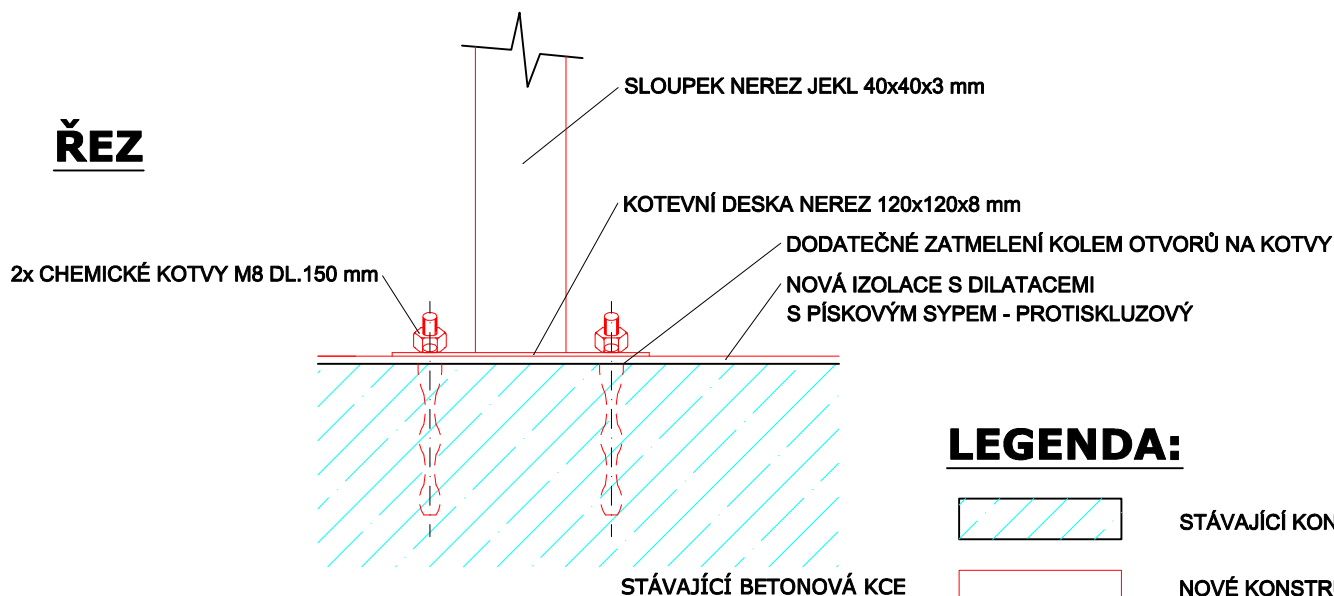 SLOUPEK NEREZ JEKL 40x40x3 mm
ŘEZ
KOTEVNÍ DESKA NEREZ 120x120x8 mm
DODATEČNÉ ZATMELENÍ KOLEM OTVORŮ NA KOTVY
2x CHEMICKÉ KOTVY M8 DL.150 mm
NOVÁ IZOLACE S DILATACEMI
S PÍSKOVÝM SYPEM - PROTISKLUZOVÝ
LEGENDA:
STÁVAJÍCÍ KON
STÁVAJÍCÍ BETONOVÁ KCE
NOVÉ KONSTR